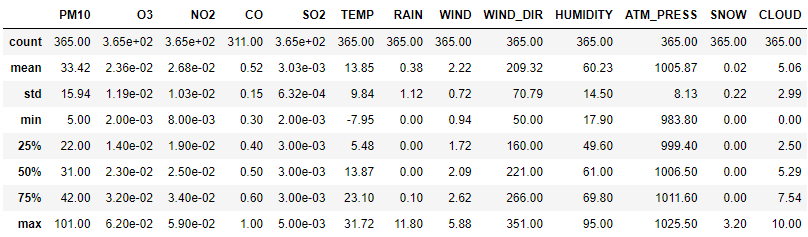 PM10 O3 NO2 CO SO2 TEMP RAIN WIND WIND_DIR HUMIDITY ATM_PRESS SNOW CLOUD
count 365.00 3.65e+02 3.65e+02 311.00 3.65e+02 365.00 365.00 365.00 365.00 365.00 365.00 365.00 365.00
mean 33.42 2.36e-02 2.68e-02 0.52 3.03e-03 13.85 0.38 2.22 209.32 60.23 1005.87 0.02 5.06
std 15.94 1.19e-02 1.03e-02 0.15 6.32e-04 9.84 1.12 0.72 70.79 14.50 8.13 0.22 2.99
min 5.00 2.00e-03 8.00e-03 0.30 2.00e-03 -7.95 0.00 0.94 50.00 17.90 983.80 0.00 0.00
25% 22.00 1.40e-02 1.90e-02 0.40 3.00e-03 5.48 0.00 1.72 160.00 49.60 999.40 0.00 2.50
50% 31.00 2.30e-02 2.50e-02 0.50 3.00e-03 13.87 0.00 2.09 221.00 61.00 1006.50 0.00 5.29
75% 42.00 3.20e-02 3.40e-02 0.60 3.00e-03 23.10 0.10 2.62 266.00 69.80 1011.60 0.00 7.54
max 101.00 6.20e-02 5.90e-02 1.00 5.00e-03 31.72 11.80 5.88 351.00 95.00 1025.50 3.20 10.00